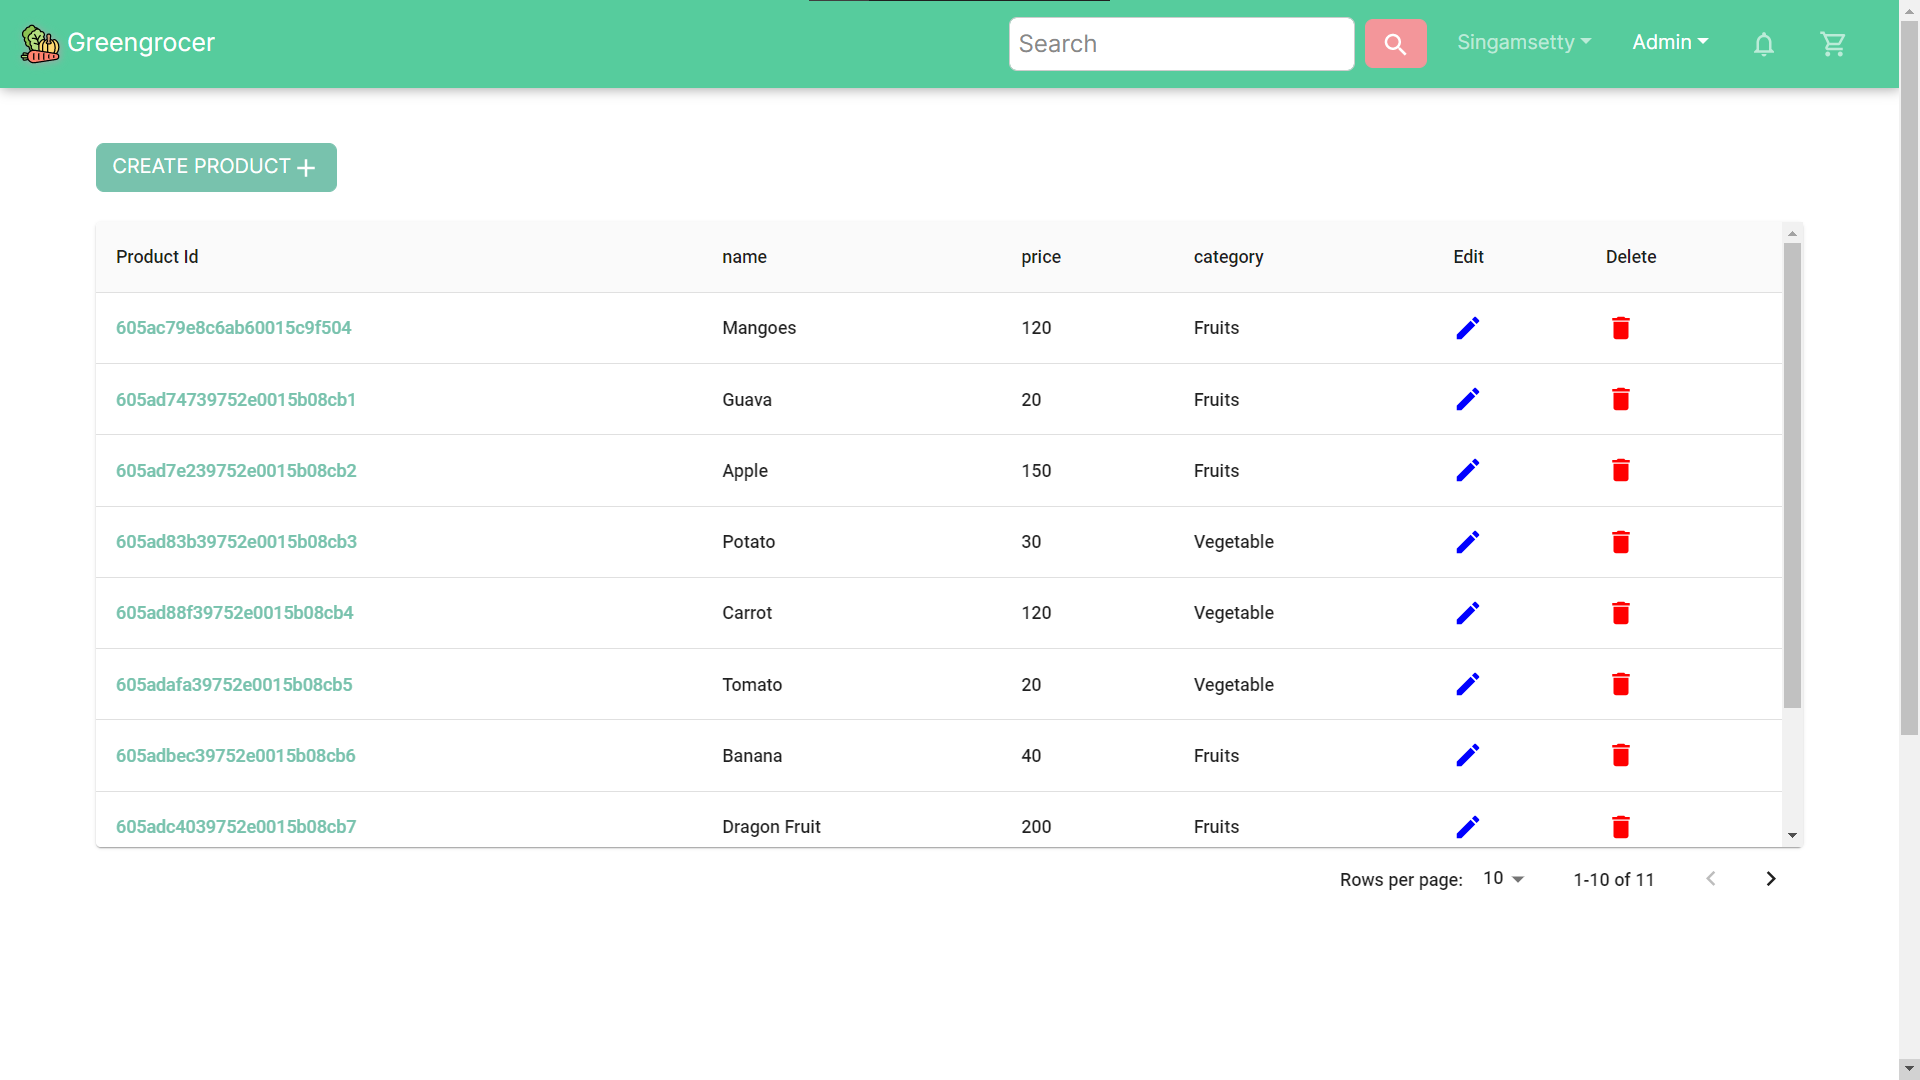 Greengrocer Search Singamsetty Admin
CREATE PRODUCT
Product Id name price category Edit Delete
605ac79e8c6ab60015c9f504 Mangoes 120 Fruits
605ad74739752e0015b08cb1 Guava 20 Fruits
605ad7e239752e0015b08cb2 Apple 150 Fruits
605ad83b39752e0015b08cb3 Potato 30 Vegetable
605ad88f39752e0015b08cb4 Carrot 120 Vegetable
605adafa39752e0015b08cb5 Tomato 20 Vegetable
605adbec39752e0015b08cb6 Banana 40 Fruits
605adc4039752e0015b08cb7 Dragon Fruit 200 Fruits
Rows per page: 10 1-10 of 11